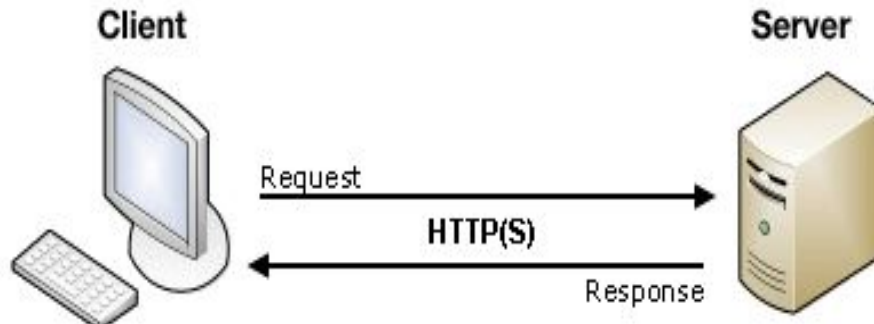 Client
Server
Request
HTTP(S)
Response